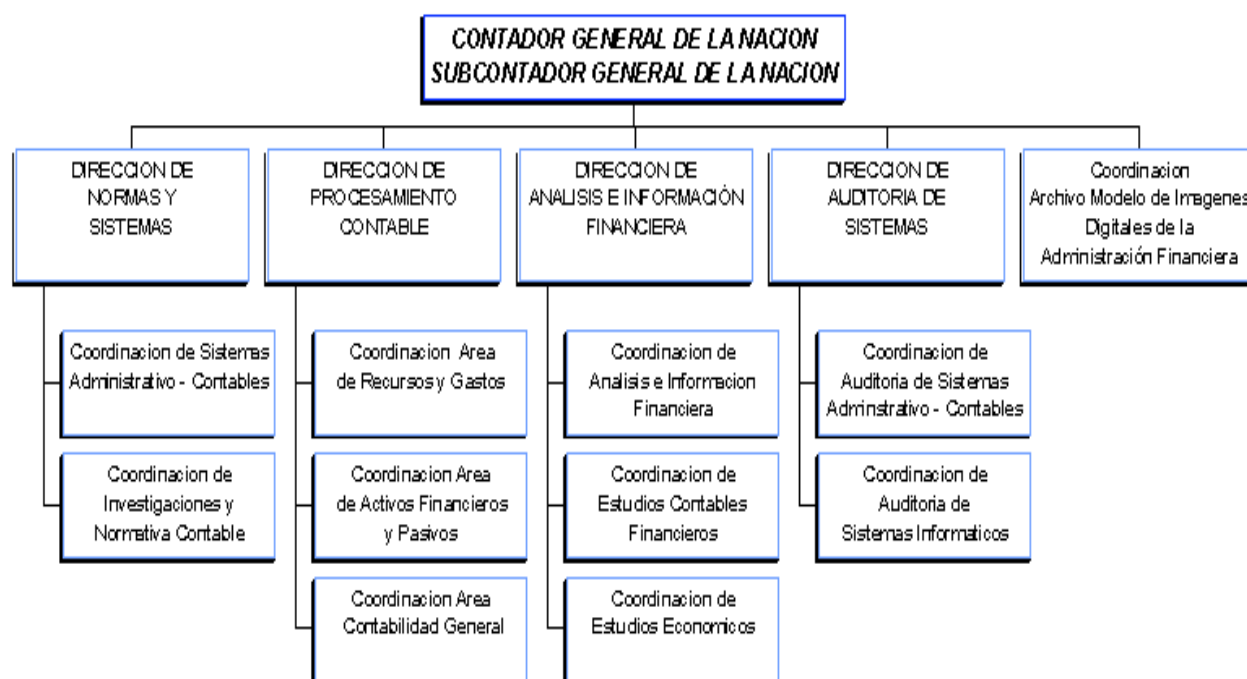 CONTADOR GENERAL DE LA NACION
SUBCONTADOR GENERAL DE LA NACION
DIRECCION DE
NORMAS Y
SISTEMAS
DIRECCION DE
PROCESAMIENTO
CONTABLE
DIRECCION DE
ANALISIS E INFORMACIÓN
FINANCIERA
DIRECCION DE
AUDITORIA DE
SISTEMAS
Coordinacion
Archivo Modelo de Imagenes
Digitales de la
Administración Financiera
Coordinacion de Sistemas
Administrativo - Contables
Coordinacion de
Investigaciones y
Normativa Contable
Coordinacion Area
de Recursos y Gastos
Coordinacion Area
de Activos Financieros
y Pasivos
Coordinacion Area
Contabilidad General
Coordinacion de
Analisis e Informacion
Financiera
Coordinacion de
Estudios Contables
Financieros
Coordinacion de
Estudios Economicos
Coordinacion de
Auditoria de Sistemas
Adminstrativo - Contables
Coordinacion de
Auditoria de
Sistemas Informaticos